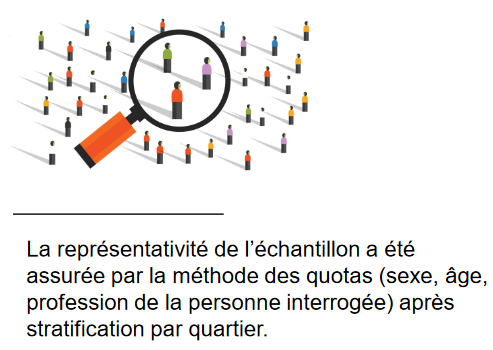 La représentativité de l’échantillon a été
assurée par la méthode des quotas (sexe, âge,
profession de la personne interrogée) après
stratification par quartier.